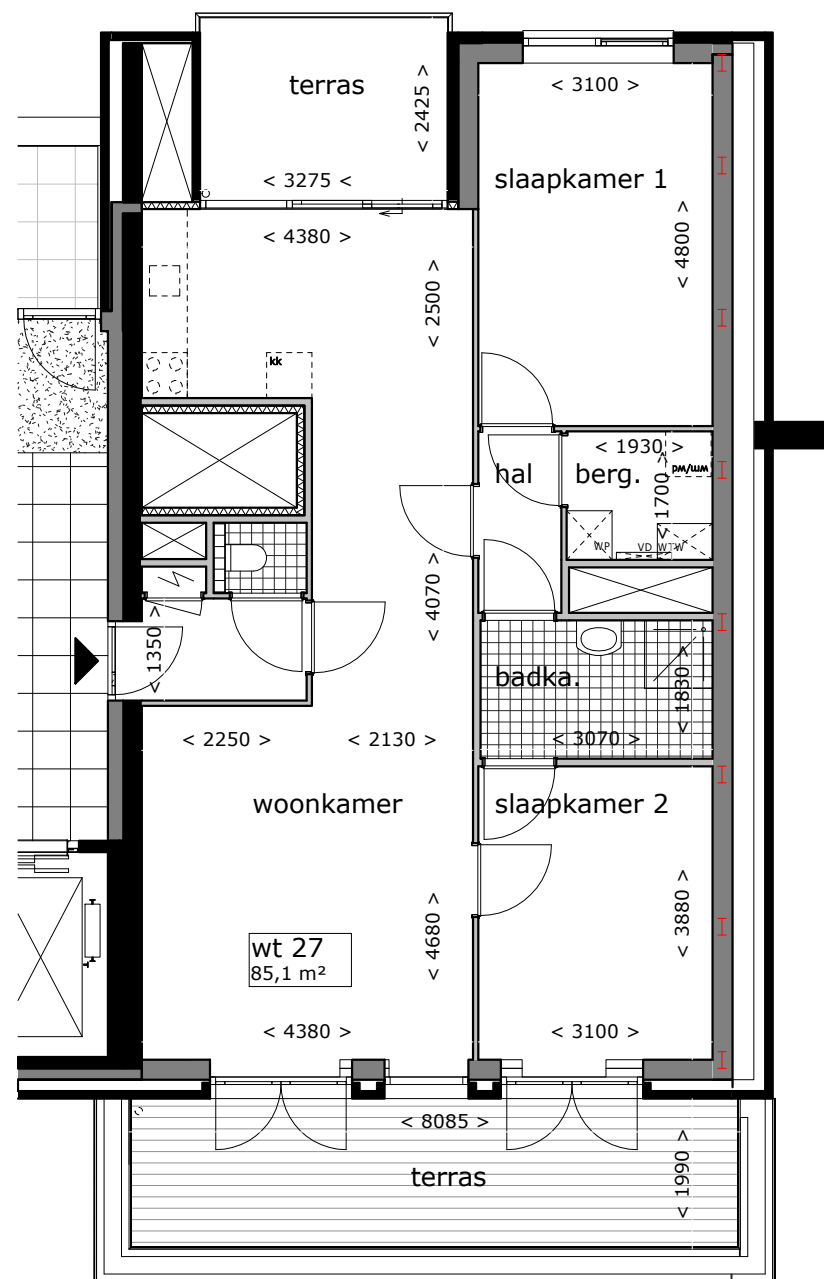 terras
< 2425 >
< 3275 <
< 3100 >
slaapkamer 1
< 4380 >
< 4800 >
< 2500 >
kk
hal
< 1930 >
berg.
wm/wd
< 1700 >
WP
VD
WTW
< 4070 >
< 1350 >
badka.
< 1830 >
< 2250 >
< 2130 >
< 3070 >
woonkamer
slaapkamer 2
< 3880 >
wt 27
85,1 m²
< 4680 >
< 4380 >
< 3100 >
< 8085 >
terras
< 1990 >